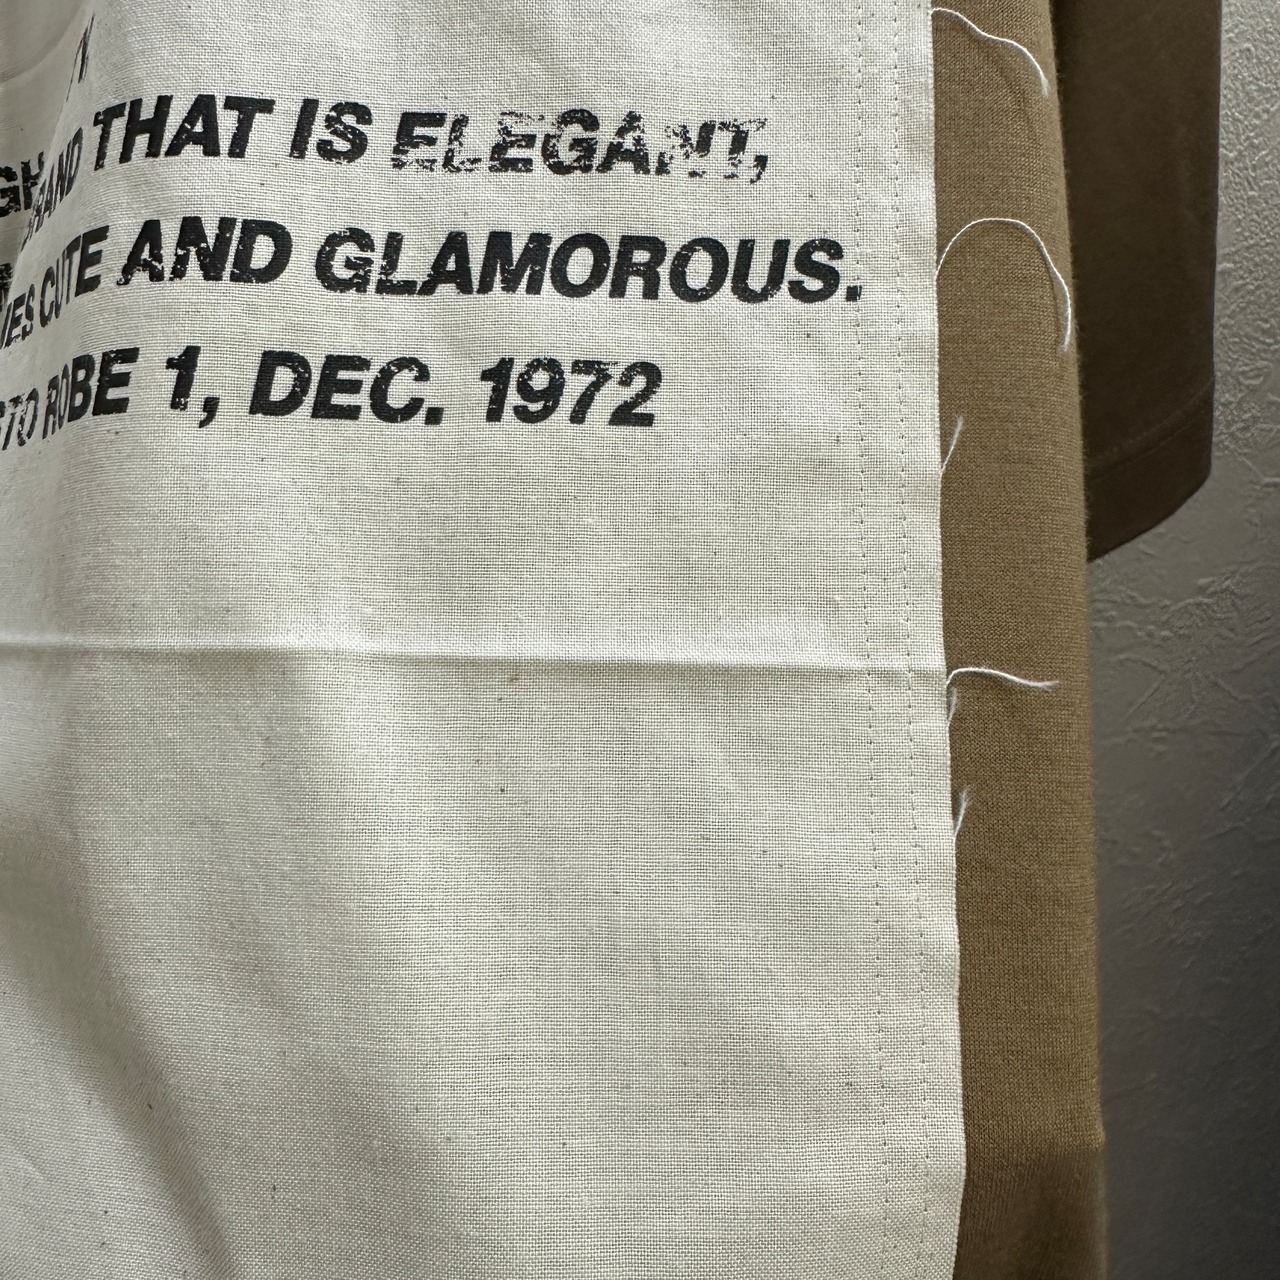 THAT IS ELEGANT,
CUTE AND GLAMOROUS.
ROBE 1, DEC. 1972